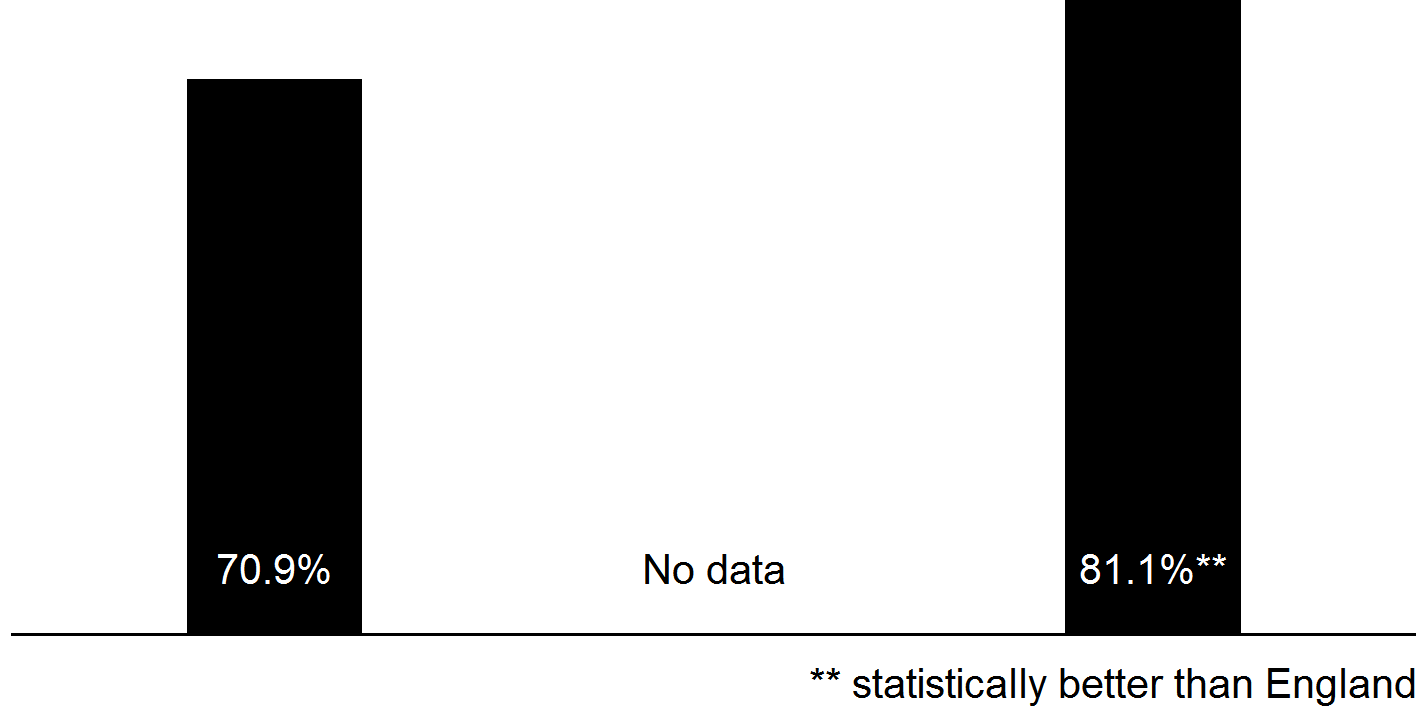 70.9% No data 81.1%**
** statistically better than England